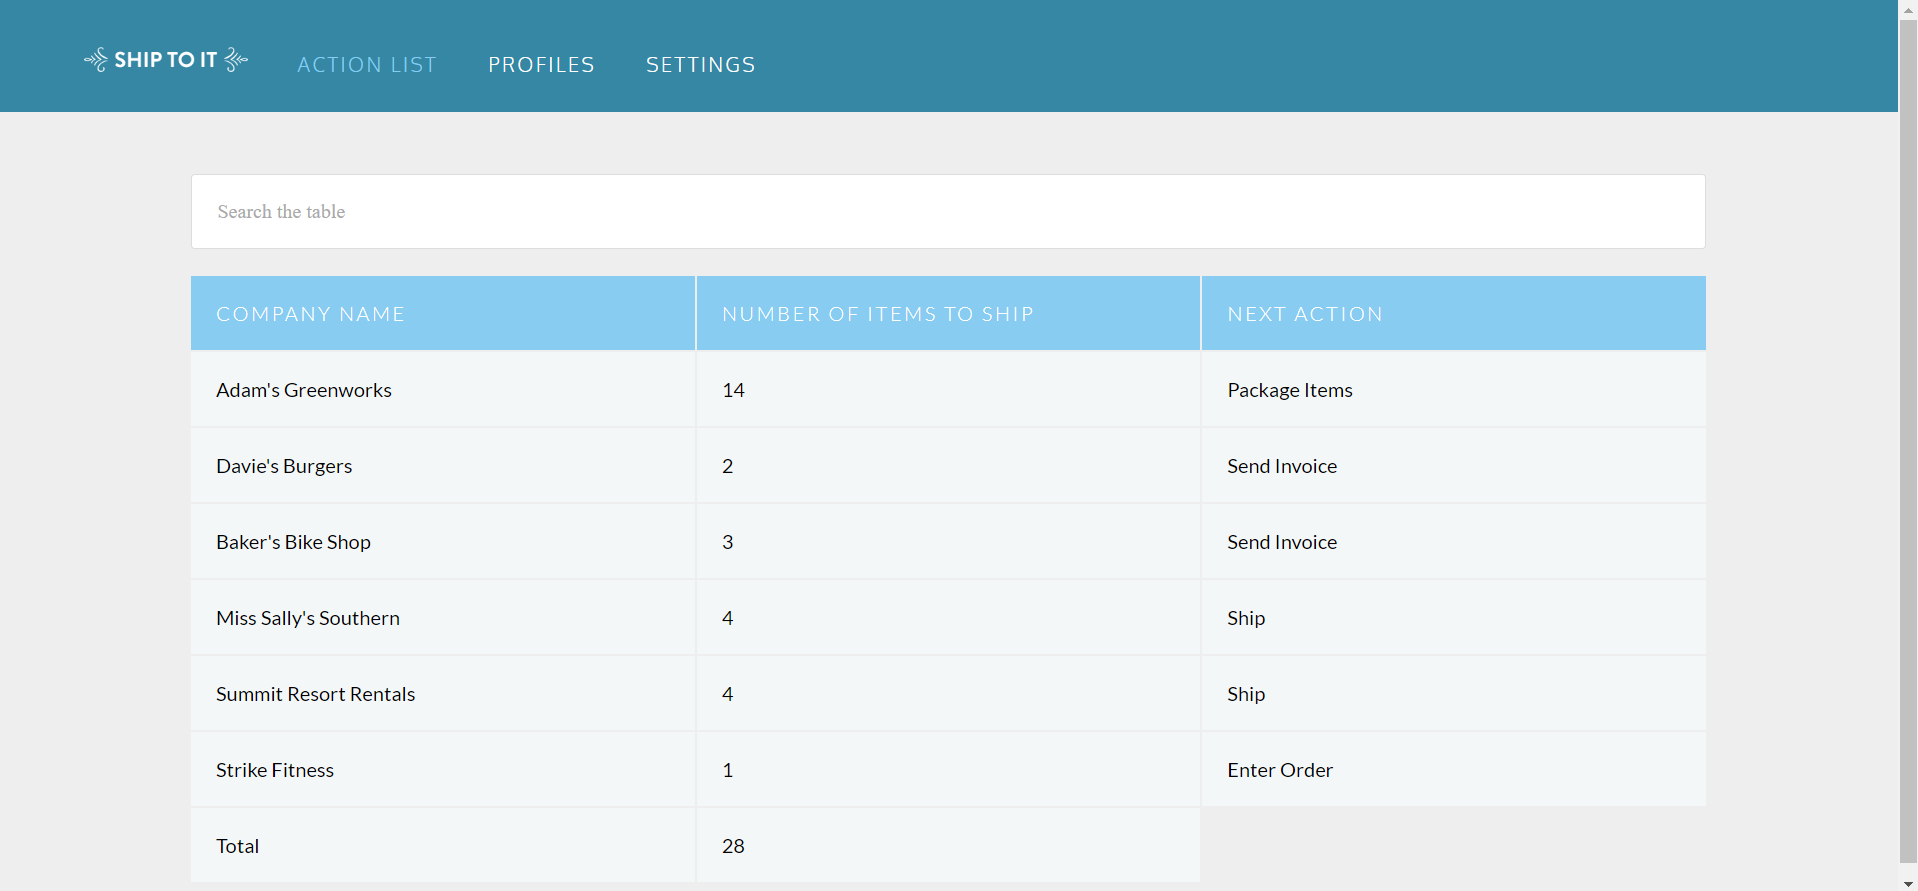 SHIP TO IT ACTION LIST PROFILES SETTINGS
Search the table
COMPANY NAME NUMBER OF ITEMS TO SHIP NEXT ACTION
Adam's Greenworks 14 Package Items
Davie's Burgers 2 Send Invoice
Baker's Bike Shop 3 Send Invoice
Miss Sally's Southern 4 Ship
Summit Resort Rentals 4 Ship
Strike Fitness 1 Enter Order
Total 28